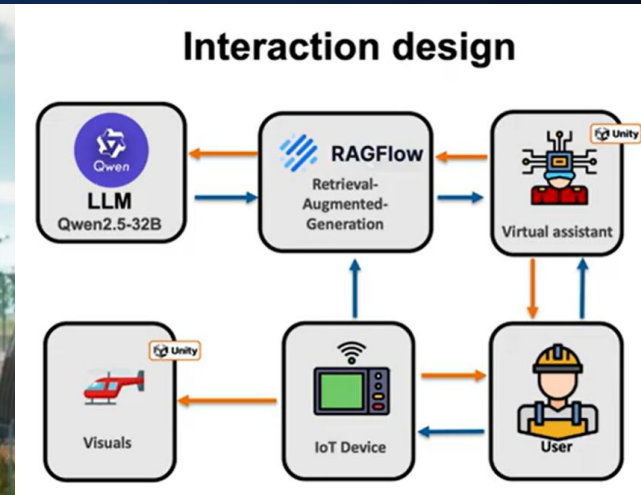 Interaction design
Qwen
LLM
Qwen2.5-32B
RAGFlow
Retrieval-
Augmented-
Generation
Unity
Virtual assistant
Unity
Visuals
IoT Device
User